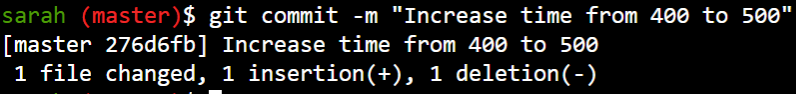 sarah (master)$ git commit -m "Increase time from 400 to 500"
[master 276d6fb] Increase time from 400 to 500
 1 file changed, 1 insertion(+), 1 deletion(-)